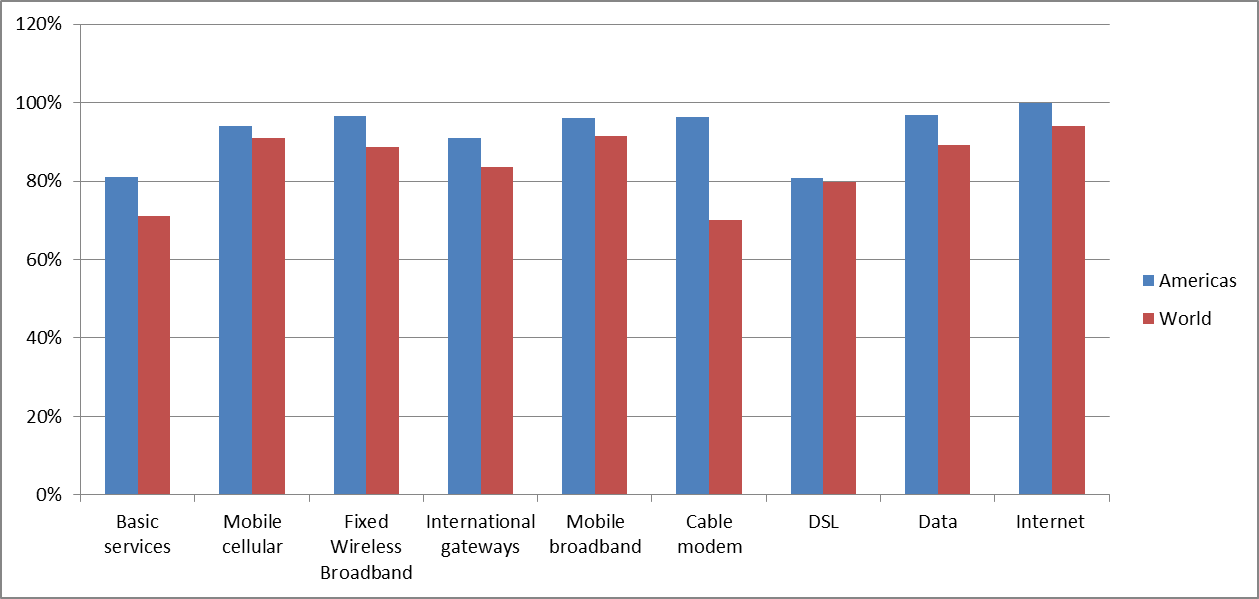 120%
100%
80%
60%
40%
20%
0%
Basic
services
Mobile
cellular
Fixed
Wireless
Broadband
International
gateways
Mobile
broadband
Cable
modem
DSL
Data
Internet
Americas
World